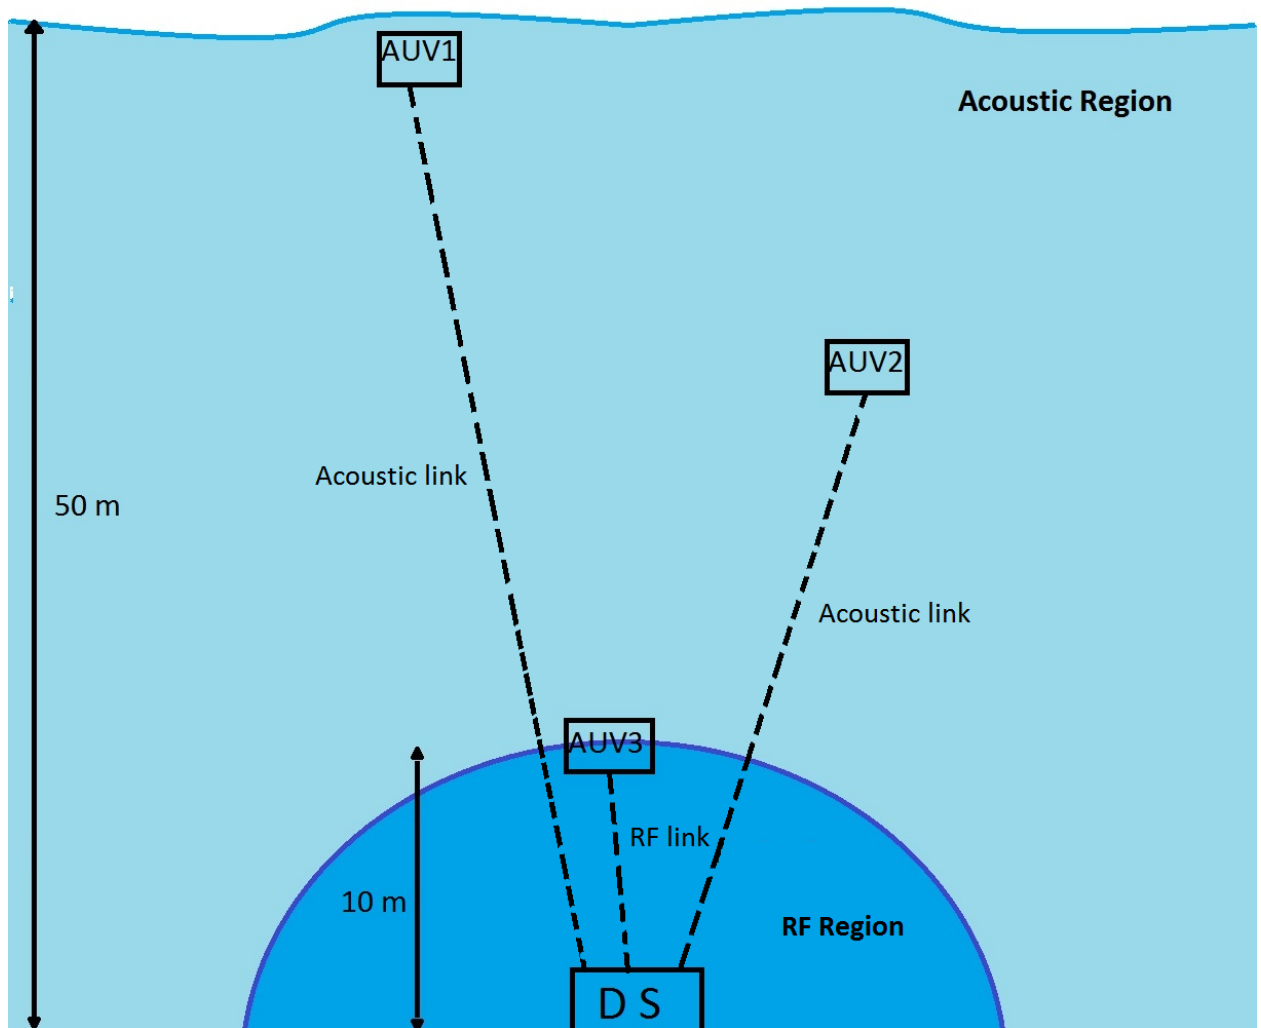 AUV1
Acoustic Region
AUV2
Acoustic link
50 m
Acoustic link
AUV3
RF link
10 m
RF Region
D S